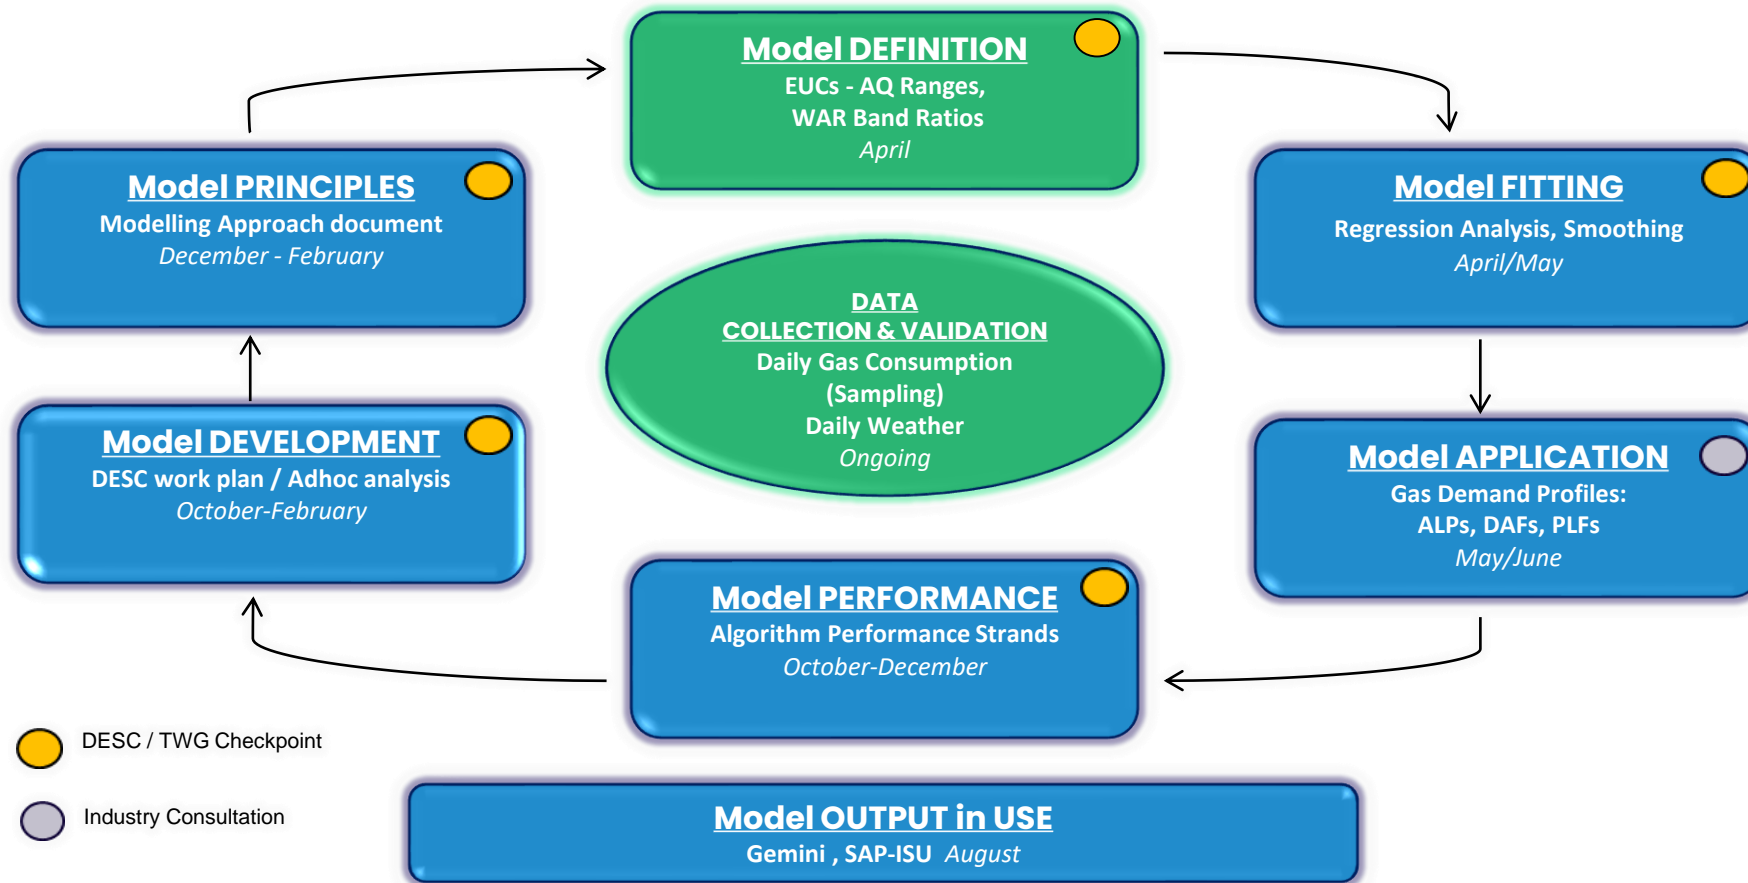 Model DEFINITION
EUCs - AQ Ranges,
WAR Band Ratios
April
Model PRINCIPLES
Modelling Approach document
December - February
Model FITTING
Regression Analysis, Smoothing
April/May
DATA
COLLECTION & VALIDATION
Daily Gas Consumption
(Sampling)
Daily Weather
Ongoing
Model DEVELOPMENT
DESC work plan / Adhoc analysis
October-February
Model APPLICATION
Gas Demand Profiles:
ALPs, DAFs, PLFs
May/June
Model PERFORMANCE
Algorithm Performance Strands
October-December
DESC / TWG Checkpoint
Industry Consultation
Model OUTPUT in USE
Gemini , SAP-ISU August